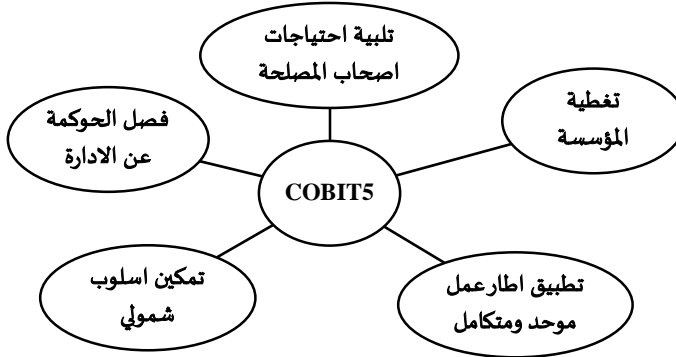 تلبية احتياجات
اصحاب المصلحة
تغطية
المؤسسة
فصل الحوكمة
عن الادارة
COBIT5
تمكين اسلوب
شمولي
تطبيق اطارعمل
موحد ومتكامل